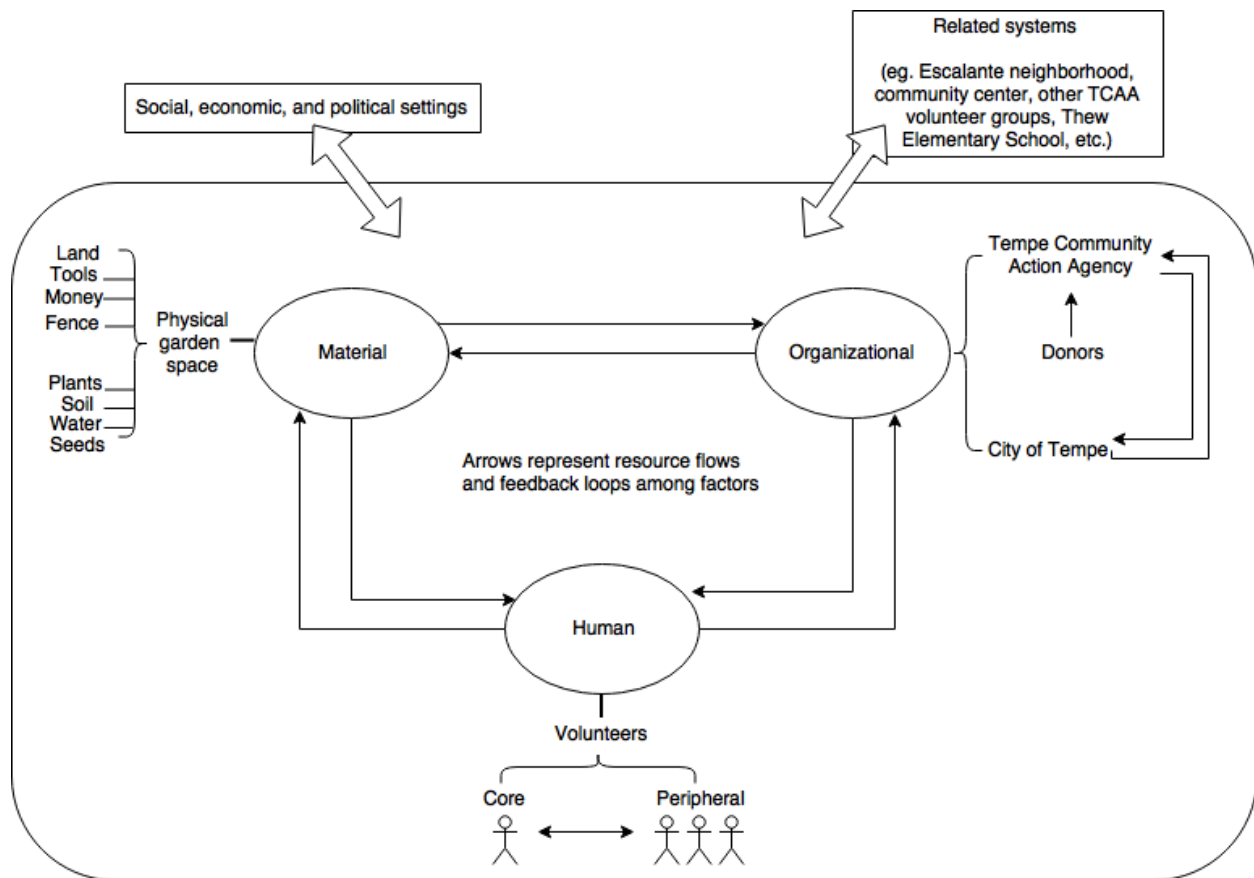 Related systems
(eg. Escalante neighborhood,
community center, other TCAA
volunteer groups, Thew
Elementary School, etc.)
Social, economic, and political settings
Land
Tools
Money
Fence
Plants
Soil
Water
Seeds
Physical
garden
space
Material
Organizational
Tempe Community
Action Agency
Donors
City of Tempe
Arrows represent resource flows
and feedback loops among factors
Human
Volunteers
Core
Peripheral